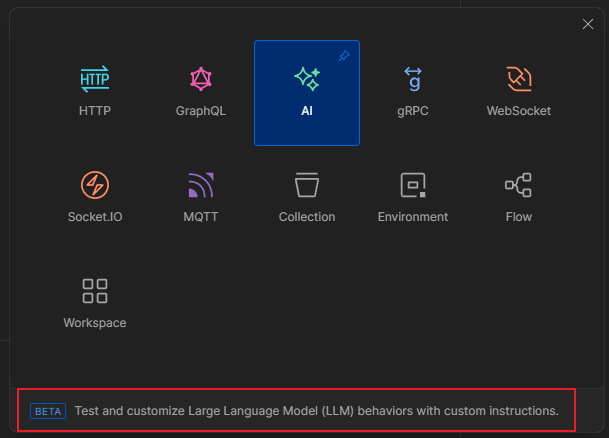 HTTP
HTTP
GraphQL
AI
g
gRPC
WebSocket
Socket.IO
MQTT
Collection
Environment
Flow
Workspace
BETA Test and customize Large Language Model (LLM) behaviors with custom instructions.